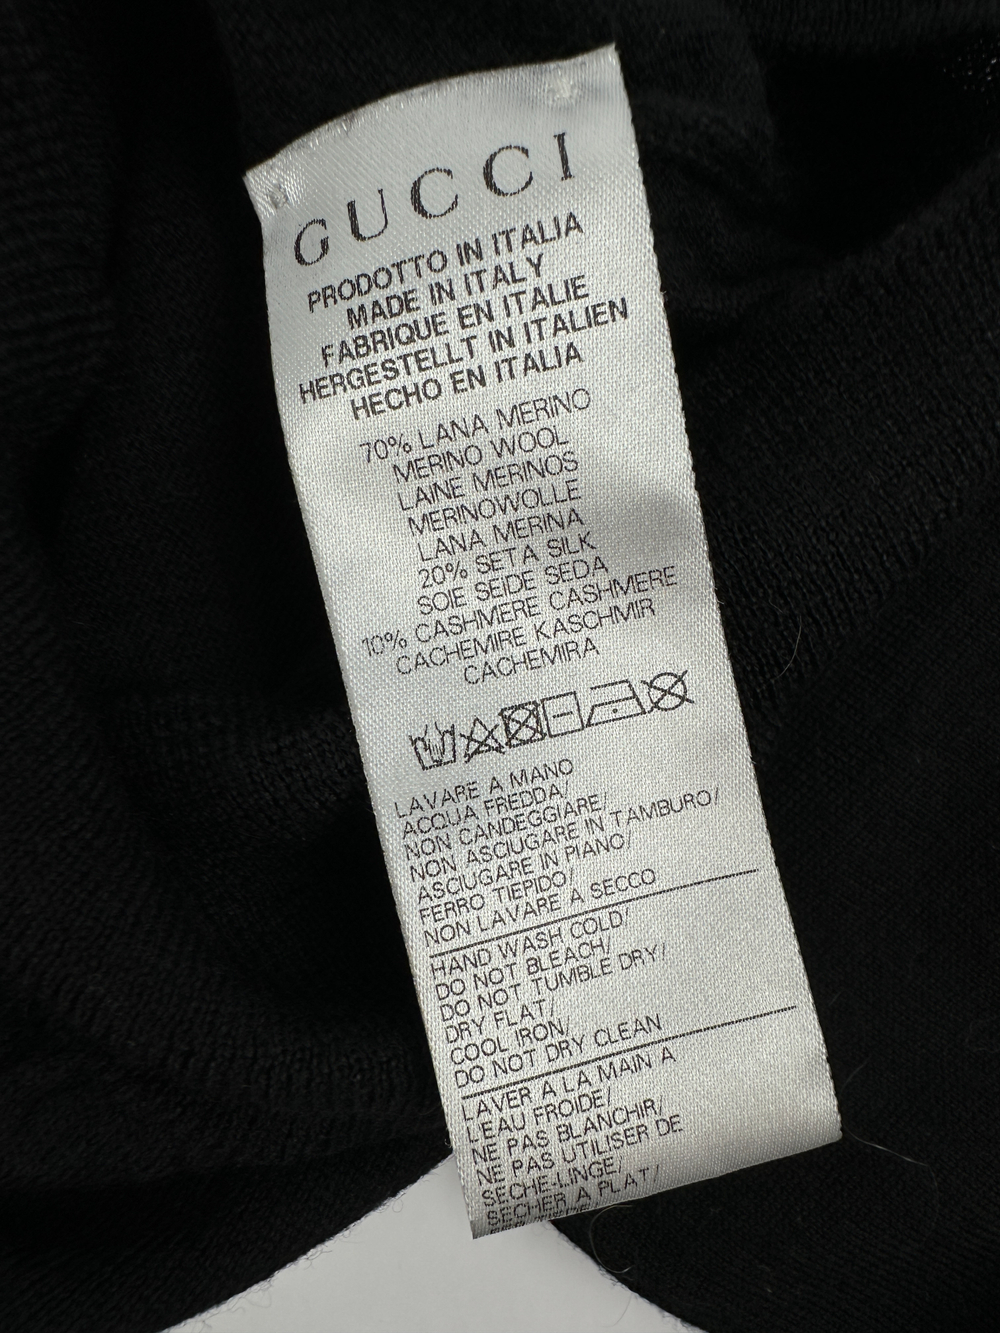 GUCCI
PRODOTTO IN ITALIA
MADE IN ITALY
FABRIQUE EN ITALIE
HERGESTELLT IN ITALIEN
HECHO EN ITALIA
70% LANA MERINO
MERINO WOOL
LAINE MERINOS
MERINOWOLLE
LANA MERINA
20% SETA SILK
SOIE SEIDE SEDA
10% CASHMERE CASHMERE
CACHEMIRE KASCHMIR
CACHEMIRA
LAVARE A MANO
ACQUA FREDDA/
NON CANDEGGIARE/
NON ASCIUGARE IN TAMBURO/
ASCIUGARE IN PIANO/
FERRO TIEPIDO/
NON LAVARE A SECCO
HAND WASH COLD/
DO NOT BLEACH/
DO NOT TUMBLE DRY/
DRY FLAT/
COOL IRON/
DO NOT DRY CLEAN
LAVER A LA MAIN A
L'EAU FROIDE/
NE PAS BLANCHIR/
NE PAS UTILISER DE
SECHE-LINGE/
SECHER A PLAT/